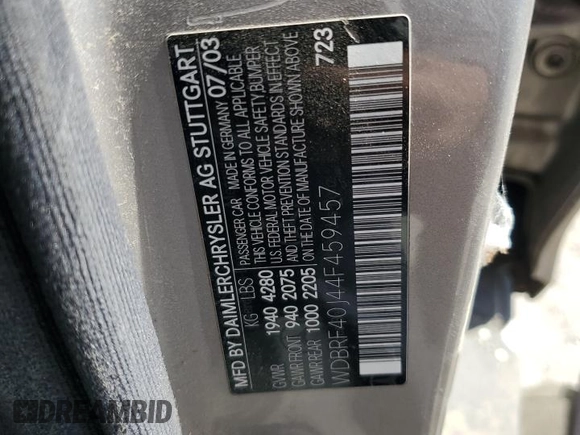 MFD BY DAIMLERCHRYSLER AG STUTTGART
KG LBS PASSENGER CAR MADE IN GERMANY 07/03
GVWR 1940 4280 THIS VEHICLE CONFORMS TO ALL APPLICABLE
GAWR FRONT 940 2075 U.S. FEDERAL MOTOR VEHICLE SAFETY BUMPER
GAWR REAR 1000 2205 AND THEFT PREVENTION STANDARDS IN EFFECT
ON THE DATE OF MANUFACTURE SHOWN ABOVE
WDBRF40J44F459457 723
DREAMBID